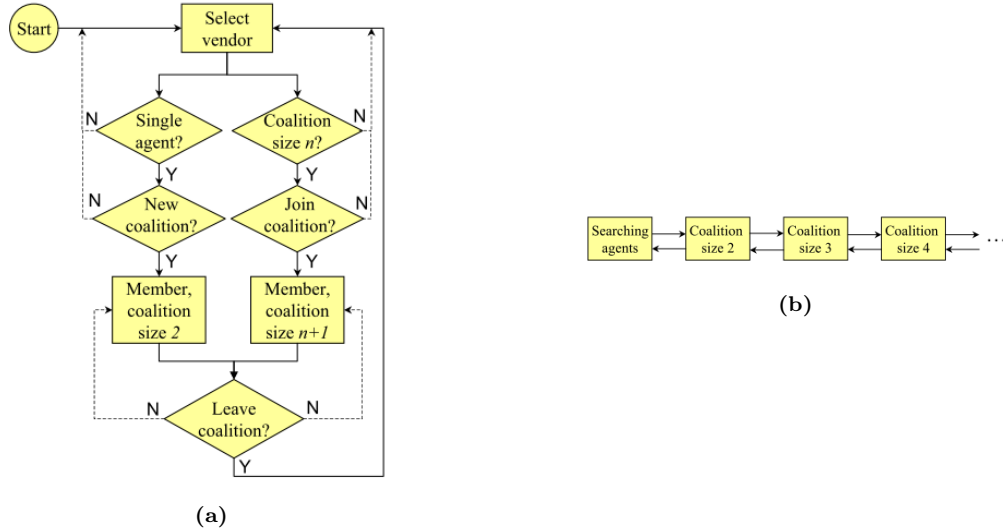 Start
Select
vendor
N
Single
agent?
Coalition
size n?
N
Y
Y
N
New
coalition?
Join
coalition?
N
Y
Y
Member,
coalition
size 2
Member,
coalition
size n+1
N
Leave
coalition?
N
Y
(a)
Searching
agents
Coalition
size 2
Coalition
size 3
Coalition
size 4
...
(b)